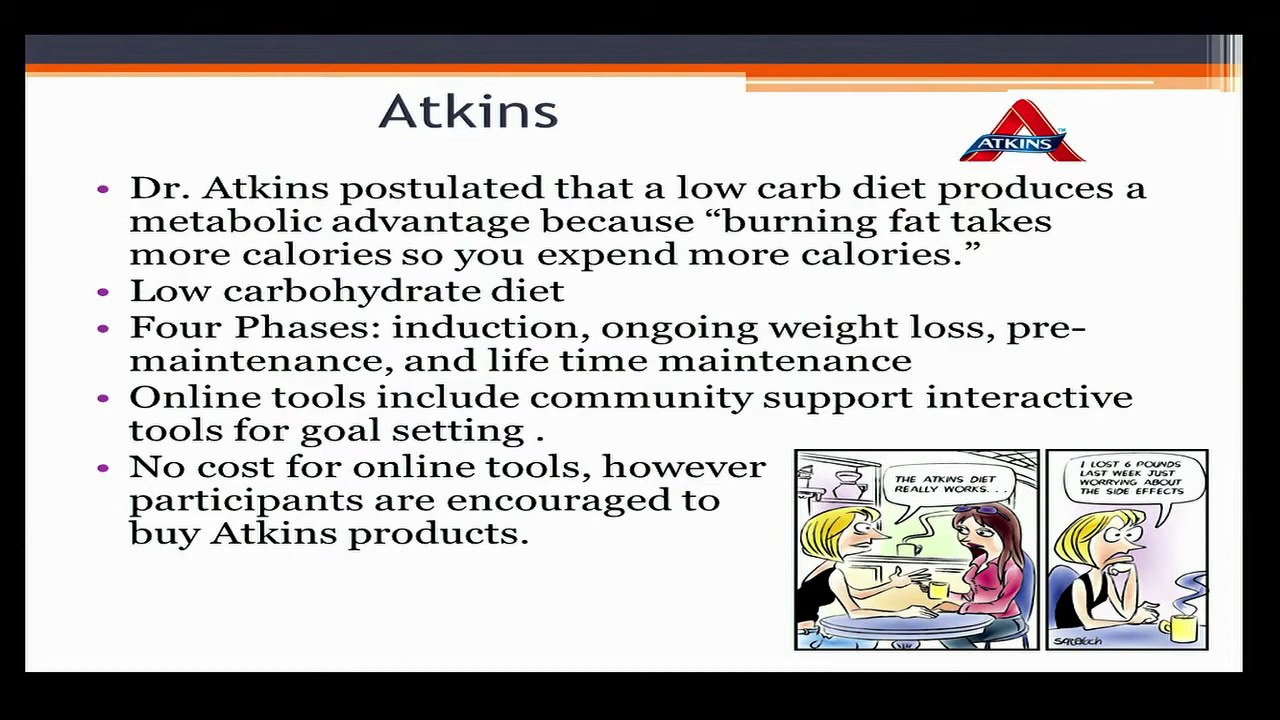 Atkins
ATKINS
• Dr. Atkins postulated that a low carb diet produces a
metabolic advantage because “burning fat takes
more calories so you expend more calories.”
• Low carbohydrate diet
• Four Phases: induction, ongoing weight loss, pre-
maintenance, and life time maintenance
• Online tools include community support interactive
tools for goal setting .
• No cost for online tools, however
participants are encouraged to
buy Atkins products.
THE ATKINS DIET
REALLY WORKS. . .
I LOST 6 POUNDS
LAST WEEK JUST
WORRYING ABOUT
THE SIDE EFFECTS